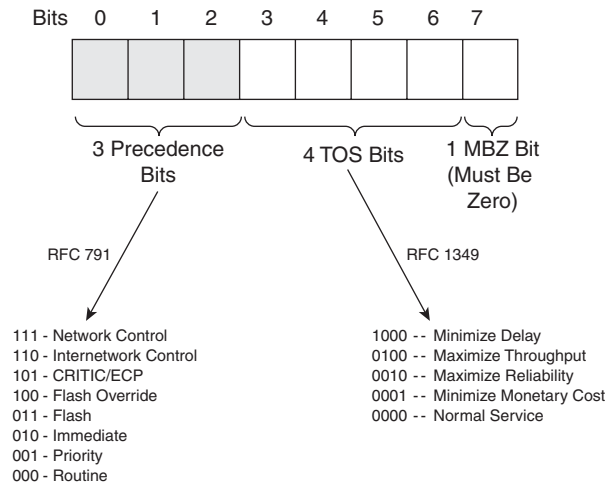 Bits 0 1 2 3 4 5 6 7
3 Precedence
Bits
4 TOS Bits
1 MBZ Bit
(Must Be
Zero)
RFC 791
RFC 1349
111 - Network Control
110 - Internetwork Control
101 - CRITIC/ECP
100 - Flash Override
011 - Flash
010 - Immediate
001 - Priority
000 - Routine
1000 -- Minimize Delay
0100 -- Maximize Throughput
0010 -- Maximize Reliability
0001 -- Minimize Monetary Cost
0000 -- Normal Service